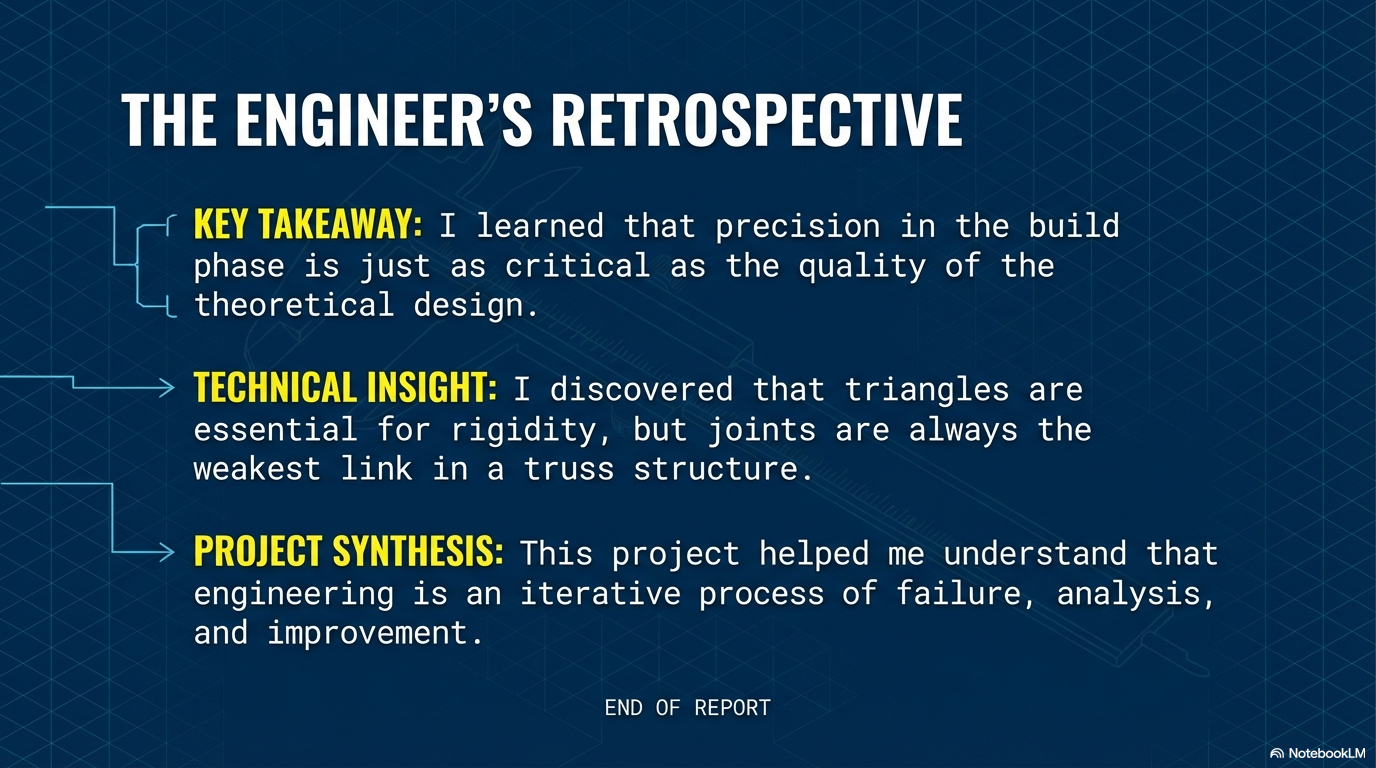 THE ENGINEER’S RETROSPECTIVE
KEY TAKEAWAY: I learned that precision in the build
phase is just as critical as the quality of the
theoretical design.
TECHNICAL INSIGHT: I discovered that triangles are
essential for rigidity, but joints are always the
weakest link in a truss structure.
PROJECT SYNTHESIS: This project helped me understand that
engineering is an iterative process of failure, analysis,
and improvement.
END OF REPORT
NotebookLM